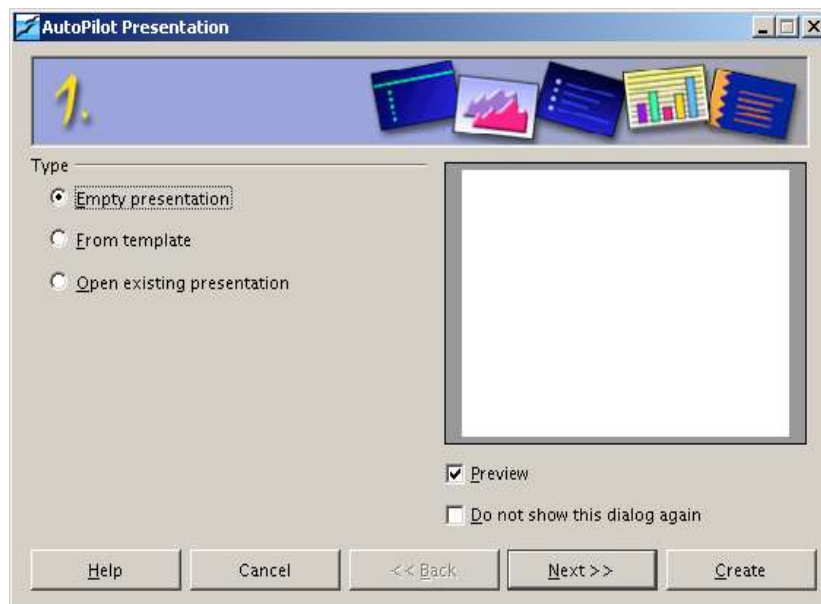 AutoPilot Presentation
1.
Type
Empty presentation
From template
Open existing presentation
Preview
Do not show this dialog again
Help Cancel << Back Next >> Create